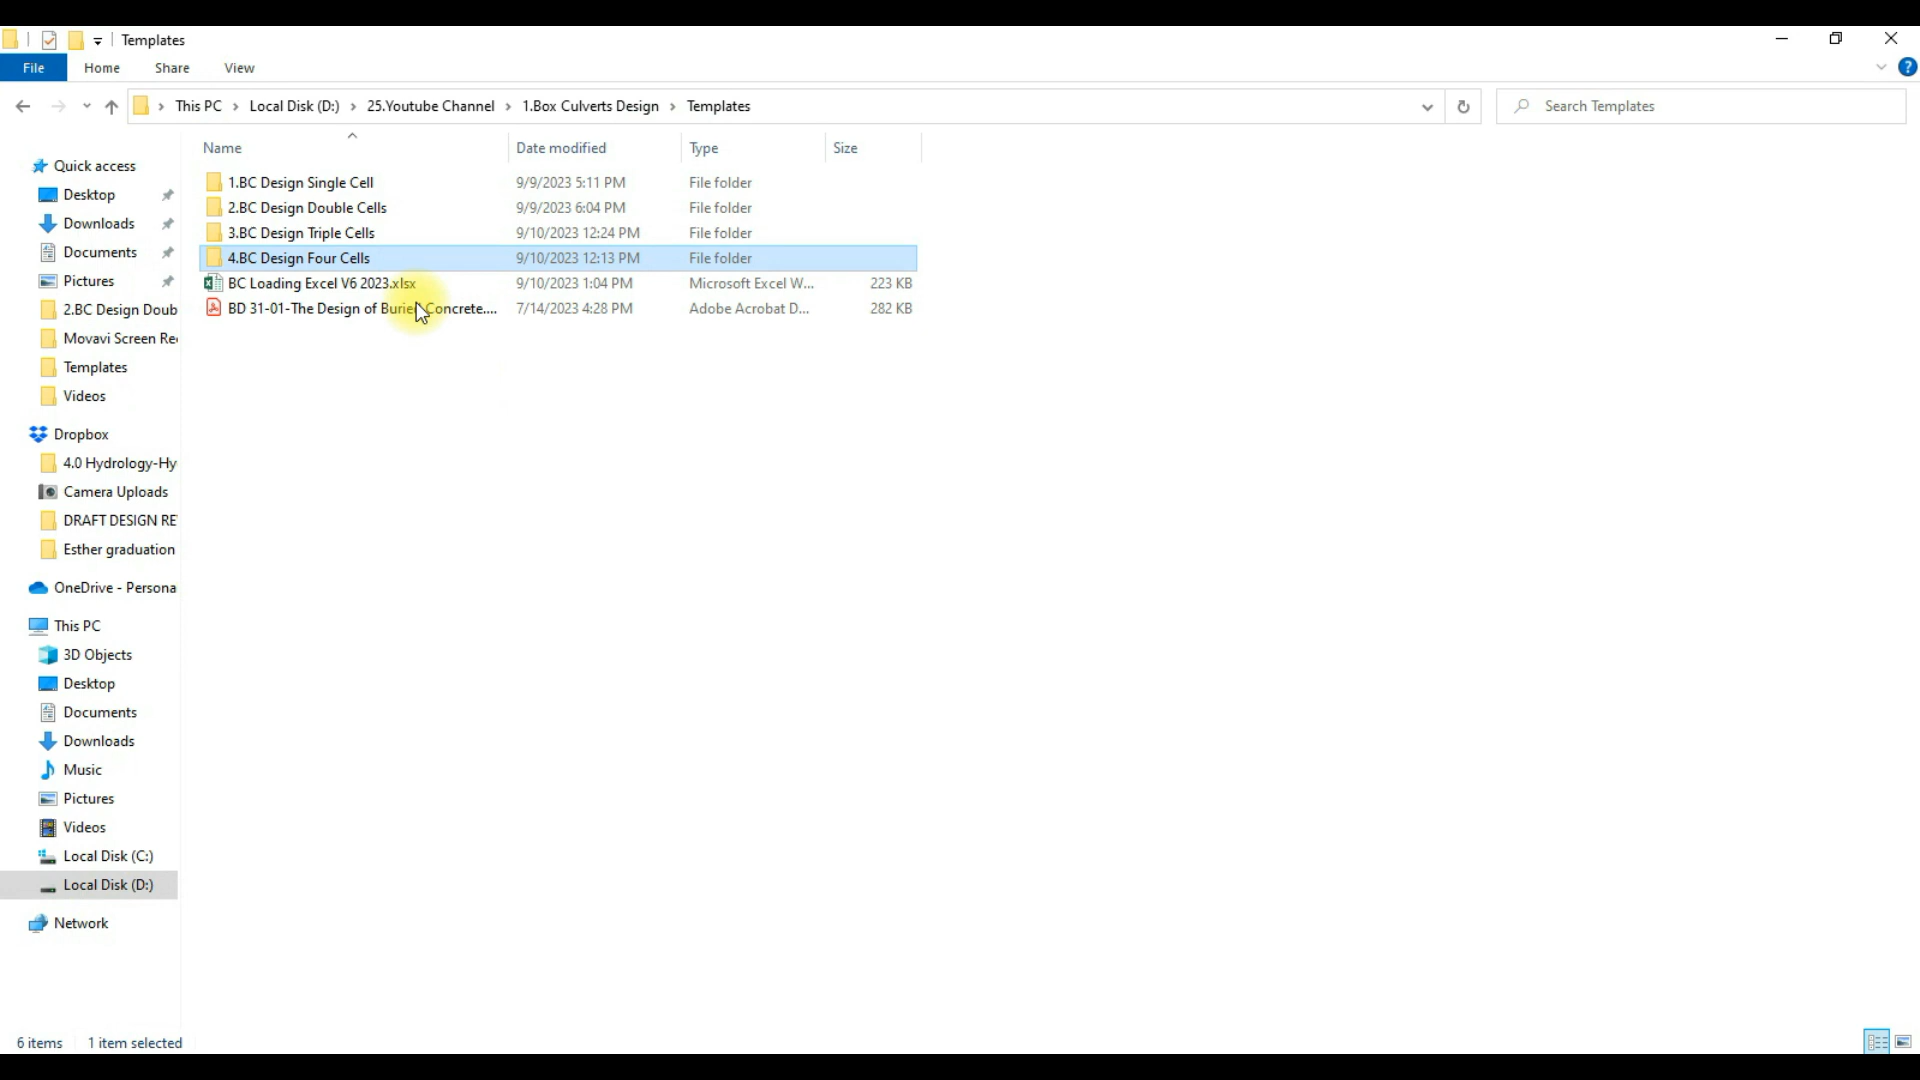 Templates
File Home Share View
This PC › Local Disk (D:) › 25.Youtube Channel › 1.Box Culverts Design › Templates
Search Templates
Name Date modified Type Size
1.BC Design Single Cell 9/9/2023 5:11 PM File folder
2.BC Design Double Cells 9/9/2023 6:04 PM File folder
3.BC Design Triple Cells 9/10/2023 12:24 PM File folder
4.BC Design Four Cells 9/10/2023 12:13 PM File folder
BC Loading Excel V6 2023.xlsx 9/10/2023 1:04 PM Microsoft Excel W... 223 KB
BD 31-01-The Design of Buried Concrete.... 7/14/2023 4:28 PM Adobe Acrobat D... 282 KB
Quick access
Desktop
Downloads
Documents
Pictures
2.BC Design Doub
Movavi Screen Re
Templates
Videos
Dropbox
4.0 Hydrology-Hy
Camera Uploads
DRAFT DESIGN RE
Esther graduation
OneDrive - Persona
This PC
3D Objects
Desktop
Documents
Downloads
Music
Pictures
Videos
Local Disk (C:)
Local Disk (D:)
Network
6 items 1 item selected